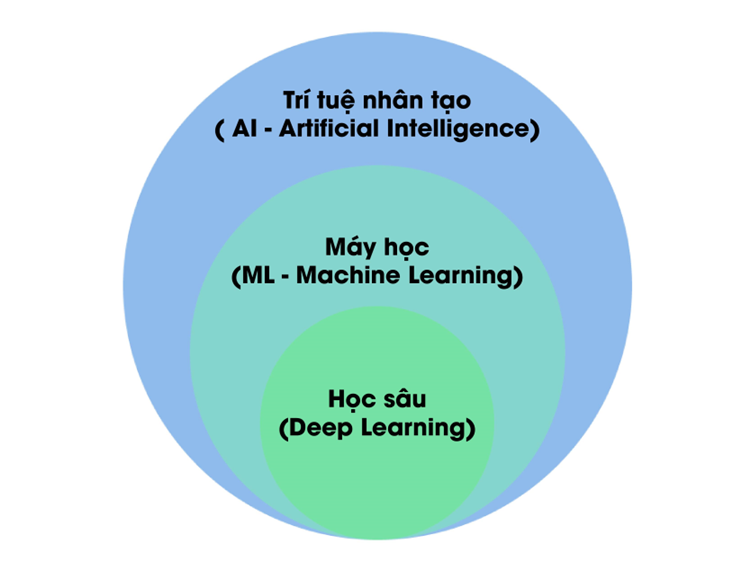 Trí tuệ nhân tạo
( AI - Artificial Intelligence)
Máy học
(ML - Machine Learning)
Học sâu
(Deep Learning)